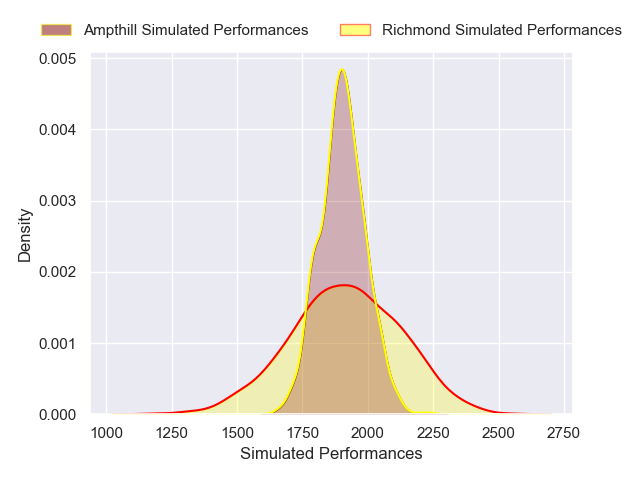 Ampthill Simulated Performances
Richmond Simulated Performances
0.005
0.004
0.003
0.002
0.001
0.000
Density
1000 1250 1500 1750 2000 2250 2500 2750
Simulated Performances